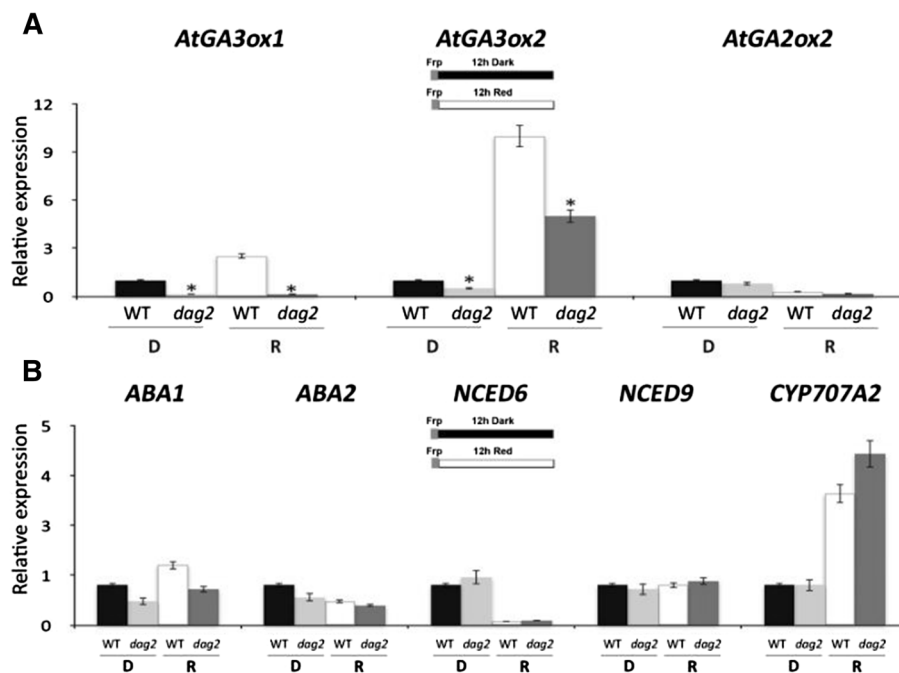 A
AtGA3ox1 AtGA3ox2 AtGA2ox2
Frp 12h Dark
Frp 12h Red
Relative expression
12
9
6
3
0
* * * *
WT dag2 WT dag2 WT dag2 WT dag2 WT dag2 WT dag2
D R D R D R
B
ABA1 ABA2 NCED6 NCED9 CYP707A2
Frp 12h Dark
Frp 12h Red
Relative expression
5
4
3
1
0
WT dag2 WT dag2 WT dag2 WT dag2 WT dag2 WT dag2 WT dag2 WT dag2 WT dag2 WT dag2
D R D R D R D R D R